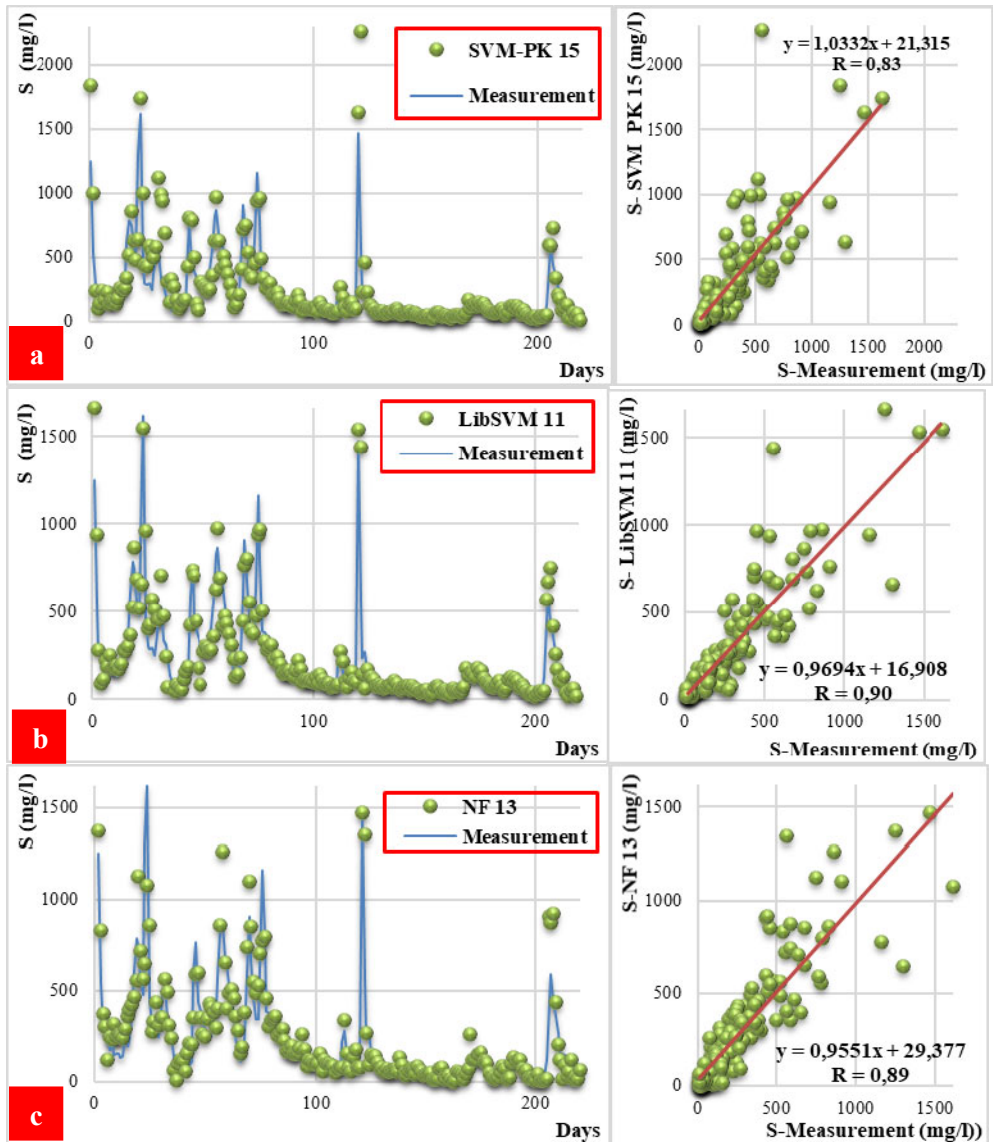 S (mg/l)
2000
1500
1000
500
0
0
100
200
Days
SVM-PK 15
Measurement
a
S- SVM PK 15 (mg/l)
2000
1500
1000
500
0
0
500
1000
1500
2000
S-Measurement (mg/l)
y = 1,0332x + 21,315
R = 0,83
S (mg/l)
1500
1000
500
0
0
100
200
Days
LibSVM 11
Measurement
b
S- LibSVM 11 (mg/l)
1500
1000
500
0
0
500
1000
1500
S-Measurement (mg/l)
y = 0,9694x + 16,908
R = 0,90
S (mg/l)
1500
1000
500
0
0
100
200
Days
NF 13
Measurement
c
S-NF 13 (mg/l)
1500
1000
500
0
0
500
1000
1500
S-Measurement (mg/l))
y = 0,9551x + 29,377
R = 0,89